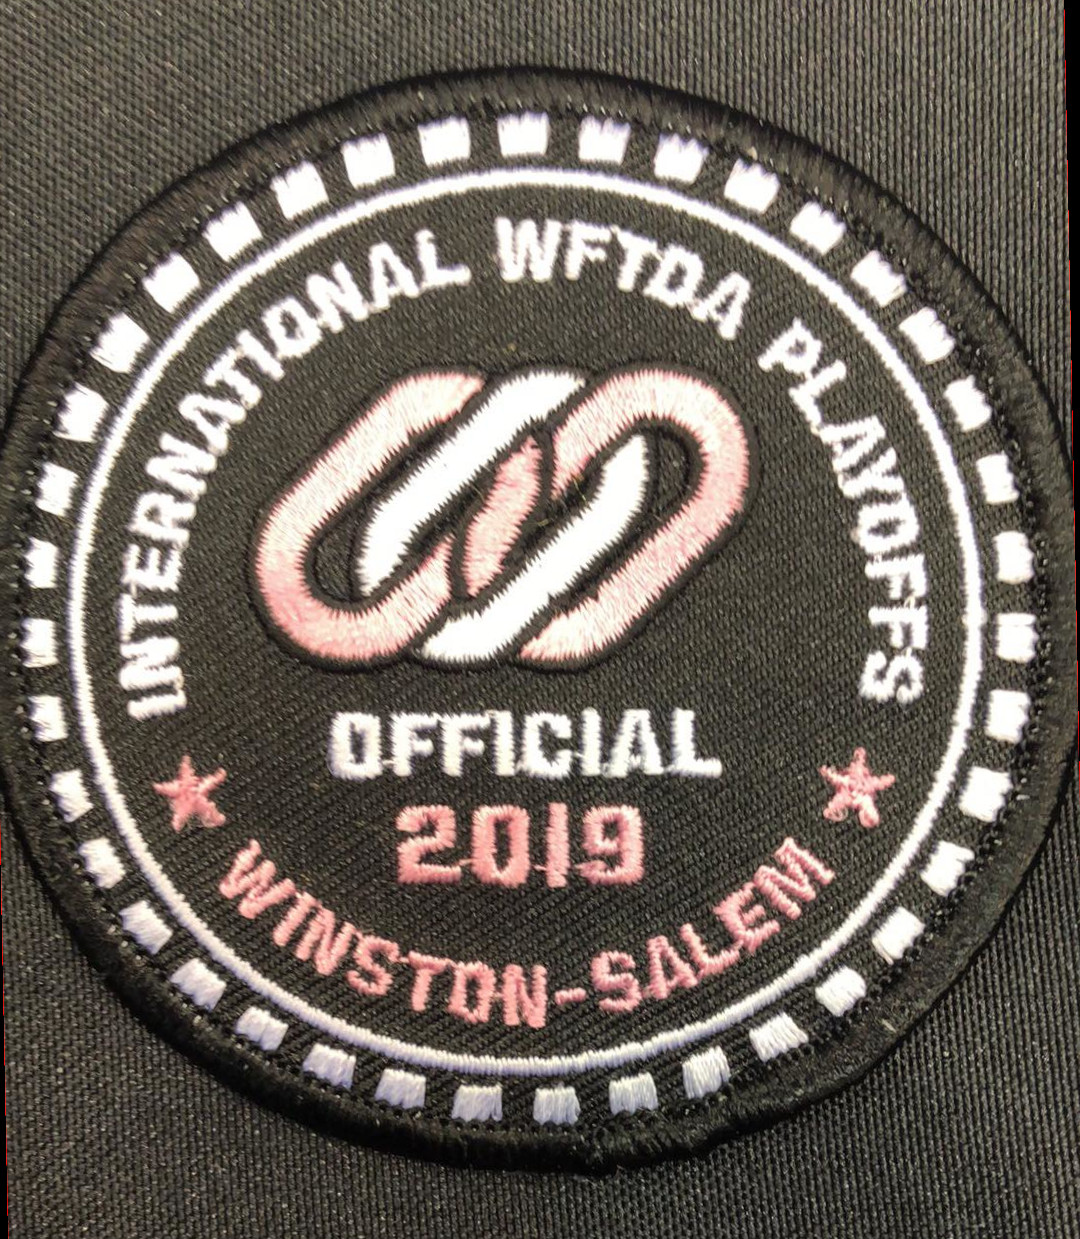 INTERNATIONAL WFTDA PLAYOFFS
OFFICIAL
2019
WINSTON-SALEM